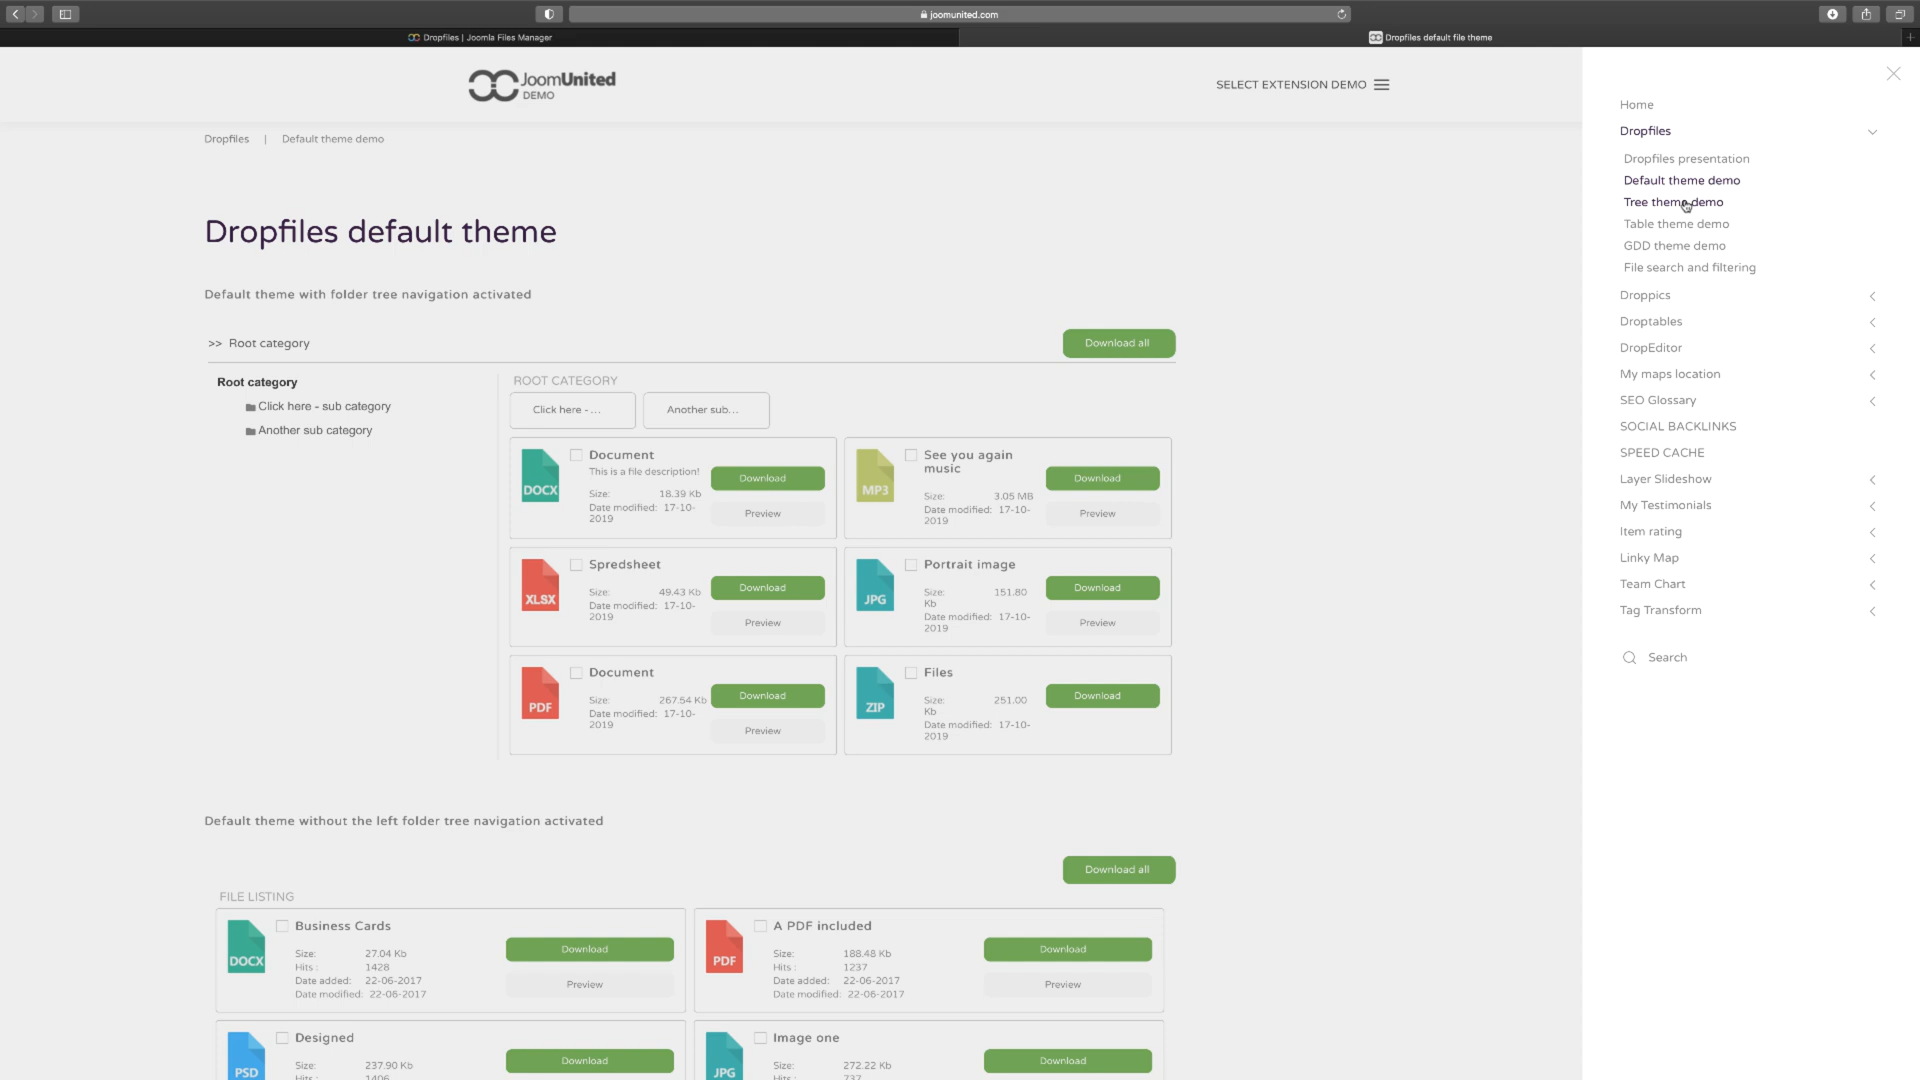 joomunited.com
Dropfiles | Joomla Files Manager
Dropfiles default file theme
JoomUnited
DEMO
SELECT EXTENSION DEMO
Dropfiles | Default theme demo
Dropfiles default theme
Default theme with folder tree navigation activated
>> Root category
Download all
Root category
Click here - sub category
Another sub category
ROOT CATEGORY
Click here - ...
Another sub...
DOCX
Document
This is a file description!
Size: 18.39 Kb
Date modified: 17-10-
2019
Download
Preview
MP3
See you again
music
Size: 3.05 MB
Date modified: 17-10-
2019
Download
Preview
XLSX
Spredsheet
Size: 49.43 Kb
Date modified: 17-10-
2019
Download
Preview
JPG
Portrait image
Size: 151.80
Kb
Date modified: 17-10-
2019
Download
Preview
PDF
Document
Size: 267.54 Kb
Date modified: 17-10-
2019
Download
Preview
ZIP
Files
Size: 251.00
Kb
Date modified: 17-10-
2019
Download
Default theme without the left folder tree navigation activated
Download all
FILE LISTING
DOCX
Business Cards
Size: 27.04 Kb
Hits : 1428
Date added: 22-06-2017
Date modified: 22-06-2017
Download
Preview
PDF
A PDF included
Size: 188.48 Kb
Hits : 1237
Date added: 22-06-2017
Date modified: 22-06-2017
Download
Preview
PSD
Designed
Size: 237.90 Kb
Hits : 1406
Download
JPG
Image one
Size: 272.22 Kb
Hits : 737
Download
Home
Dropfiles
Dropfiles presentation
Default theme demo
Tree theme demo
Table theme demo
GDD theme demo
File search and filtering
Droppics
Droptables
DropEditor
My maps location
SEO Glossary
SOCIAL BACKLINKS
SPEED CACHE
Layer Slideshow
My Testimonials
Item rating
Linky Map
Team Chart
Tag Transform
Search